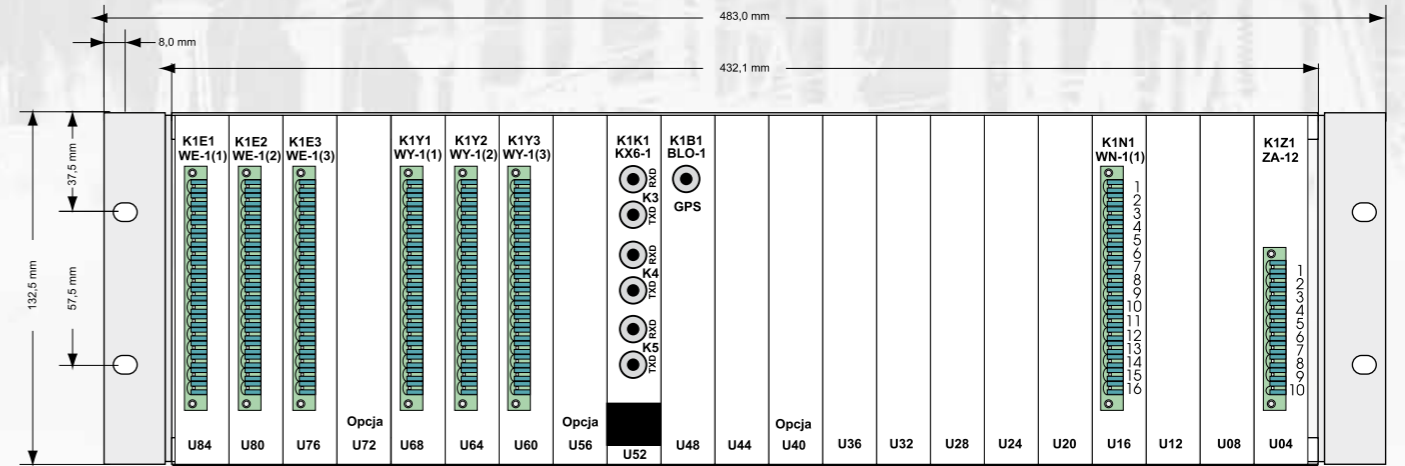 483,0 mm
8,0 mm
432,1 mm
132,5 mm
37,5 mm
57,5 mm
K1E1
WE-1(1)
U84
K1E2
WE-1(2)
U80
K1E3
WE-1(3)
U76
Opcja
U72
K1Y1
WY-1(1)
U68
K1Y2
WY-1(2)
U64
K1Y3
WY-1(3)
U60
Opcja
U56
K1K1
KX6-1
RXD
K3
TXD
RXD
K4
TXD
RXD
K5
TXD
U52
K1B1
BLO-1
GPS
U48
U44
Opcja
U40
U36
U32
U28
U24
U20
K1N1
WN-1(1)
1
2
3
4
5
6
7
8
9
10
11
12
13
14
15
16
U16
U12
U08
K1Z1
ZA-12
1
2
3
4
5
6
7
8
9
10
U04